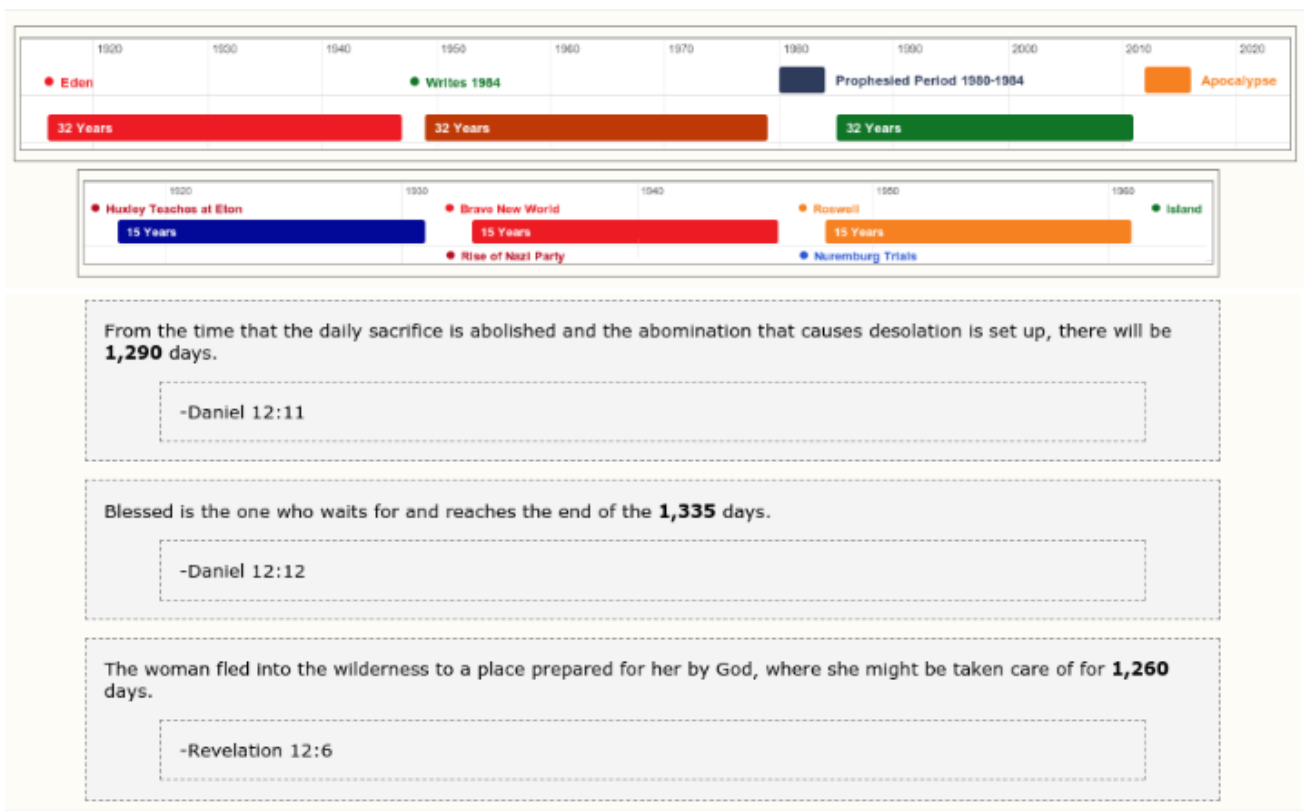 1920 1930 1940 1950 1960 1970 1980 1990 2000 2010 2020
Eden Writes 1984 Prophesied Period 1980-1984 Apocalypse
32 Years 32 Years 32 Years
1920 1930 1940 1950 1960
Huxley Teaches at Eton Brave New World Roswell Island
15 Years 15 Years 15 Years
Rise of Nazi Party Nuremburg Trials
From the time that the daily sacrifice is abolished and the abomination that causes desolation is set up, there will be
1,290 days.
-Daniel 12:11
Blessed is the one who waits for and reaches the end of the 1,335 days.
-Daniel 12:12
The woman fled into the wilderness to a place prepared for her by God, where she might be taken care of for 1,260
days.
-Revelation 12:6